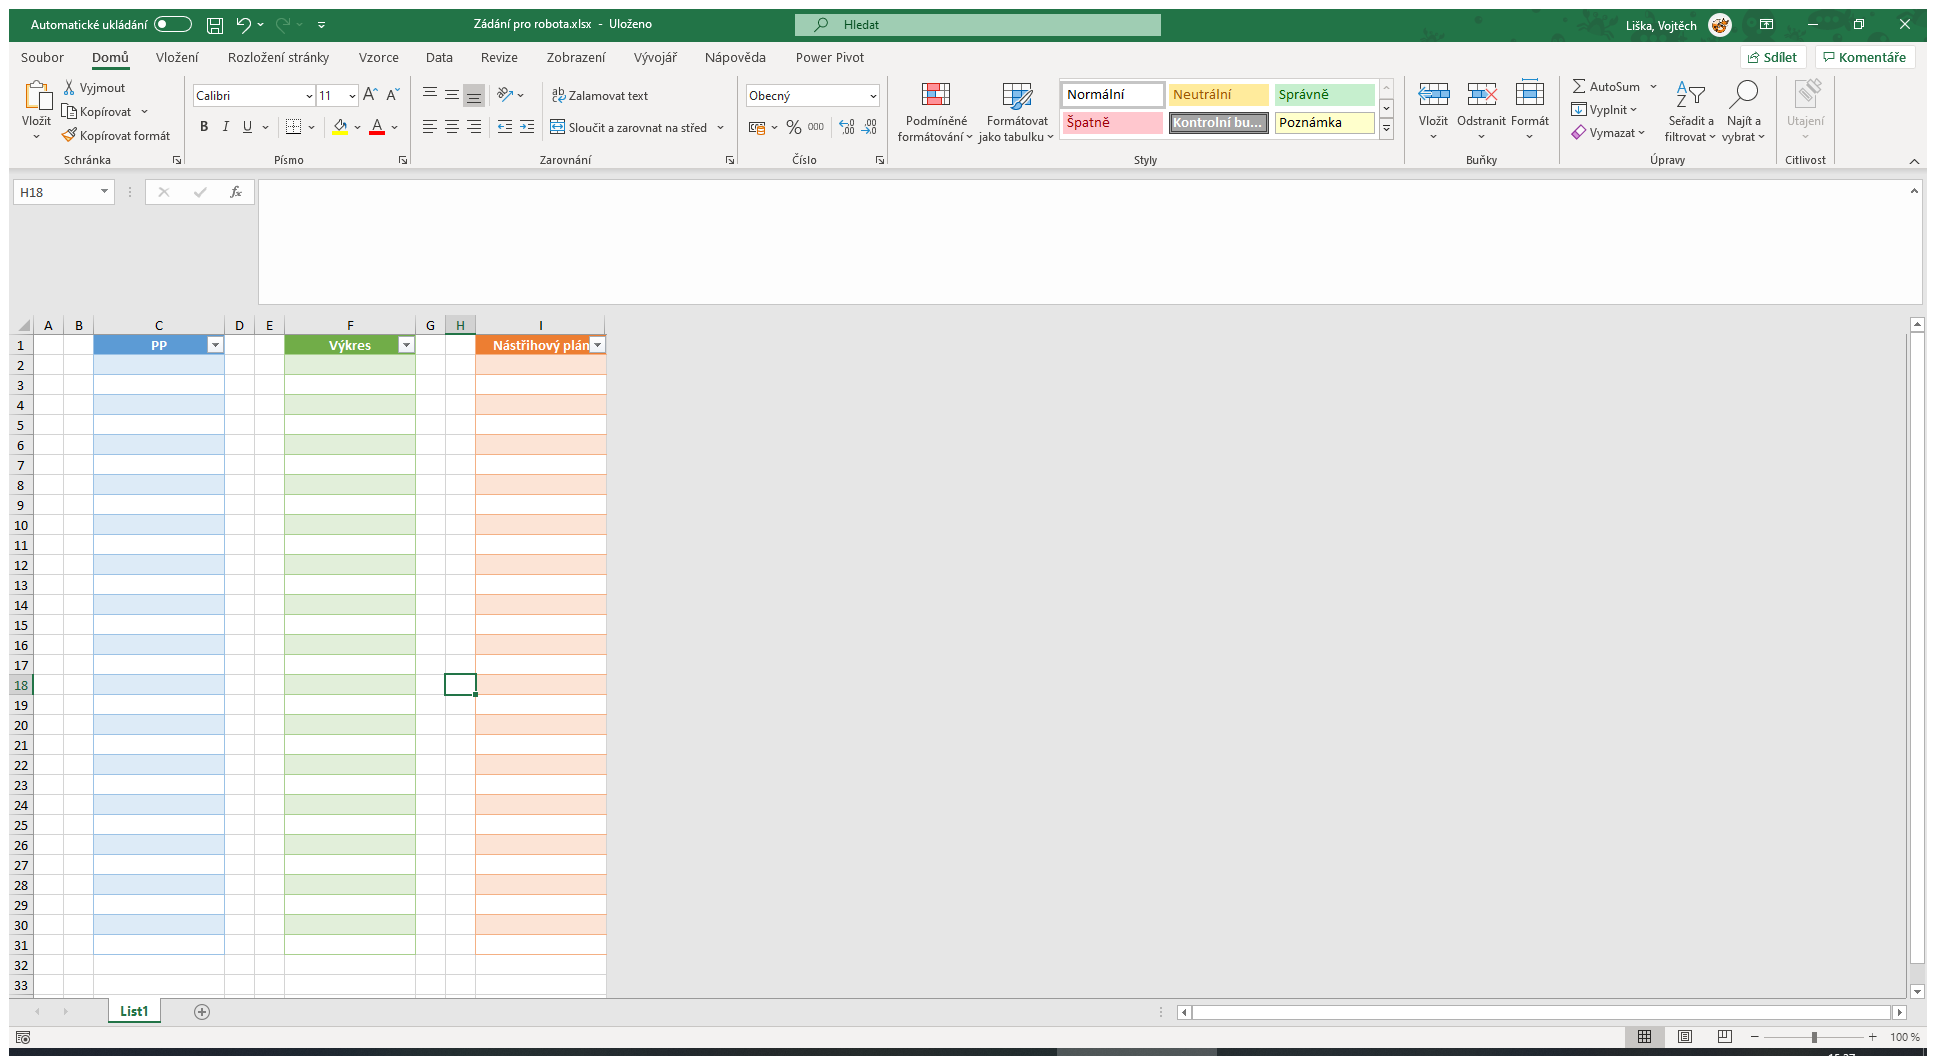 Automatické ukládání Zádání pro robota.xlsx - Uloženo Hledat Liška, Vojtěch
Soubor Domů Vložení Rozložení stránky Vzorce Data Revize Zobrazení Vývojář Nápověda Power Pivot Sdílet Komentáře
Vložit
Vyjmout
Kopírovat
Kopírovat formát
Schránka
Calibri 11
B I U
Písmo
Zalamovat text
Sloučit a zarovnat na střed
Zarovnání
Obecný
% 000
Číslo
Podmíněné formátování
Formátovat jako tabulku
Normální Neutrální Správně
Špatně Kontrolní bu... Poznámka
Styly
Vložit Odstranit Formát
Buňky
AutoSum
Vyplnit
Vymazat
Seřadit a filtrovat
Najít a vybrat
Úpravy
Utajení
Citlivost
H18 fx
A B C D E F G H I
1 PP Výkres Nástřihový plán
2
3
4
5
6
7
8
9
10
11
12
13
14
15
16
17
18
19
20
21
22
23
24
25
26
27
28
29
30
31
32
33
List1
100 %